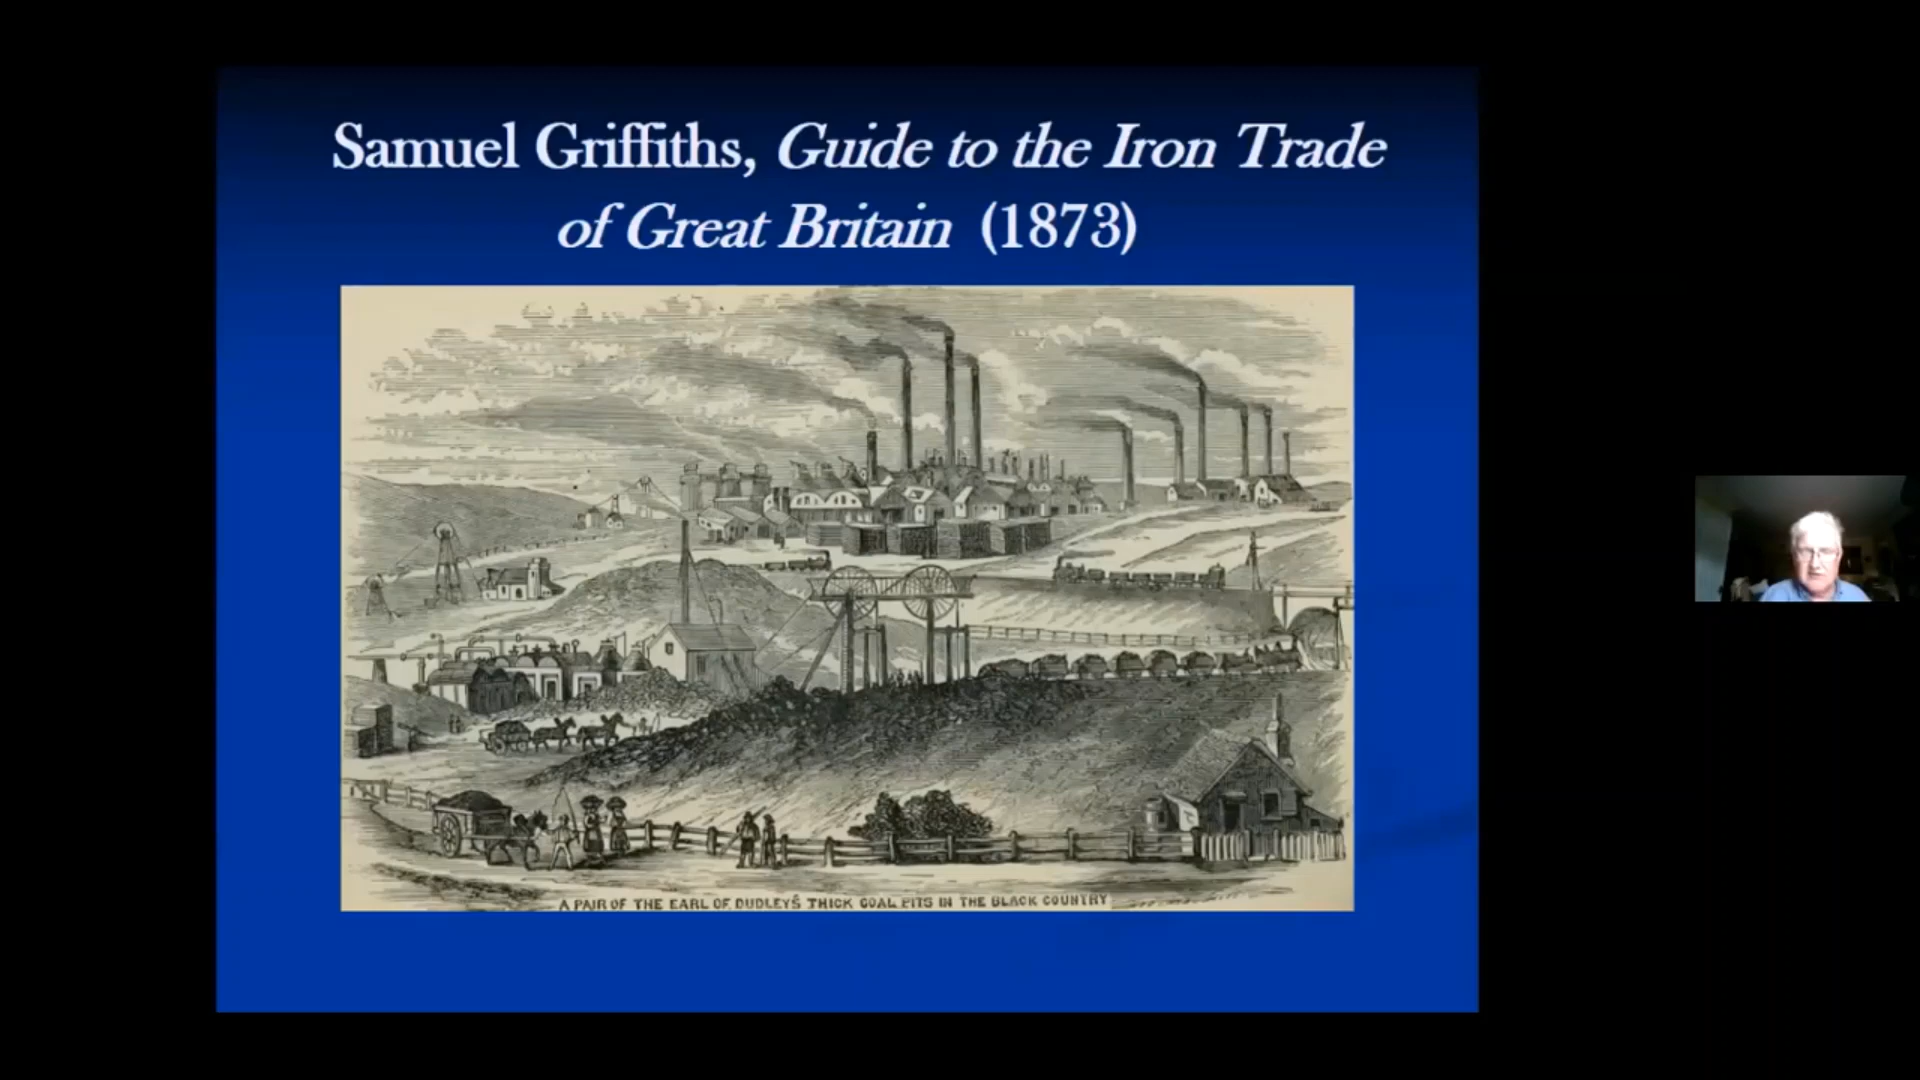 Samuel Griffiths, Guide to the Iron Trade
of Great Britain (1873)
A PAIR OF THE EARL OF DUDLEY'S THICK COAL PITS IN THE BLACK COUNTRY